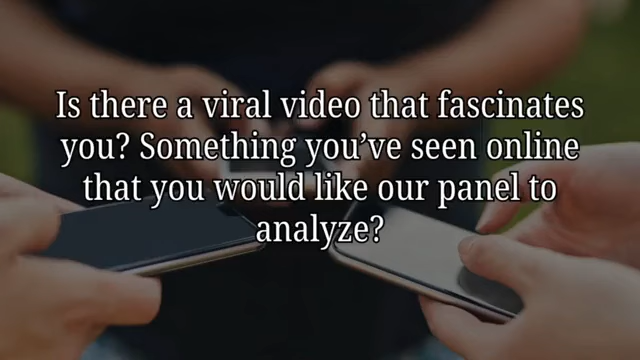 Is there a viral video that fascinates
you? Something you’ve seen online
that you would like our panel to
analyze?